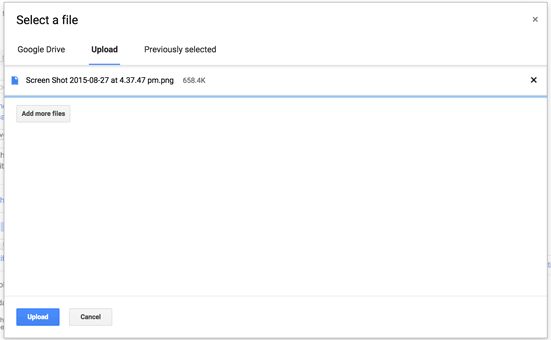 Select a file
Google Drive Upload Previously selected
Screen Shot 2015-08-27 at 4.37.47 pm.png 658.4K
Add more files
Upload Cancel